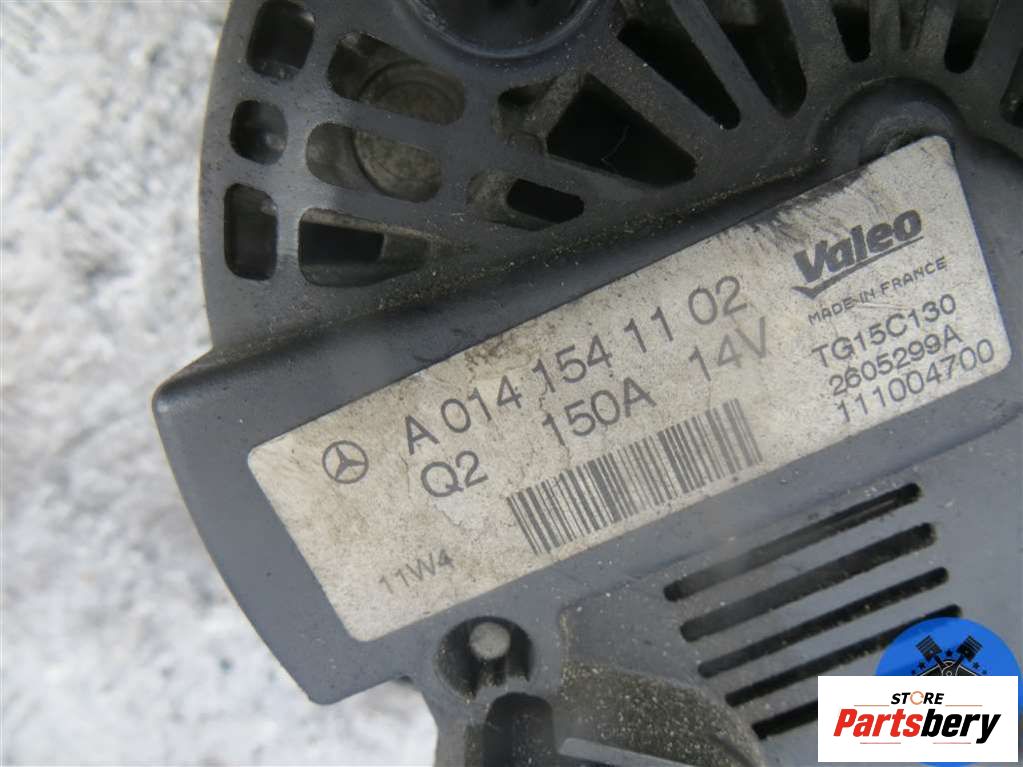 Valeo
MADE IN FRANCE
A 014 154 11 02
TG15C130
Q2 150A 14V
2605299A
111004700
11W4
STORE
Partsbery